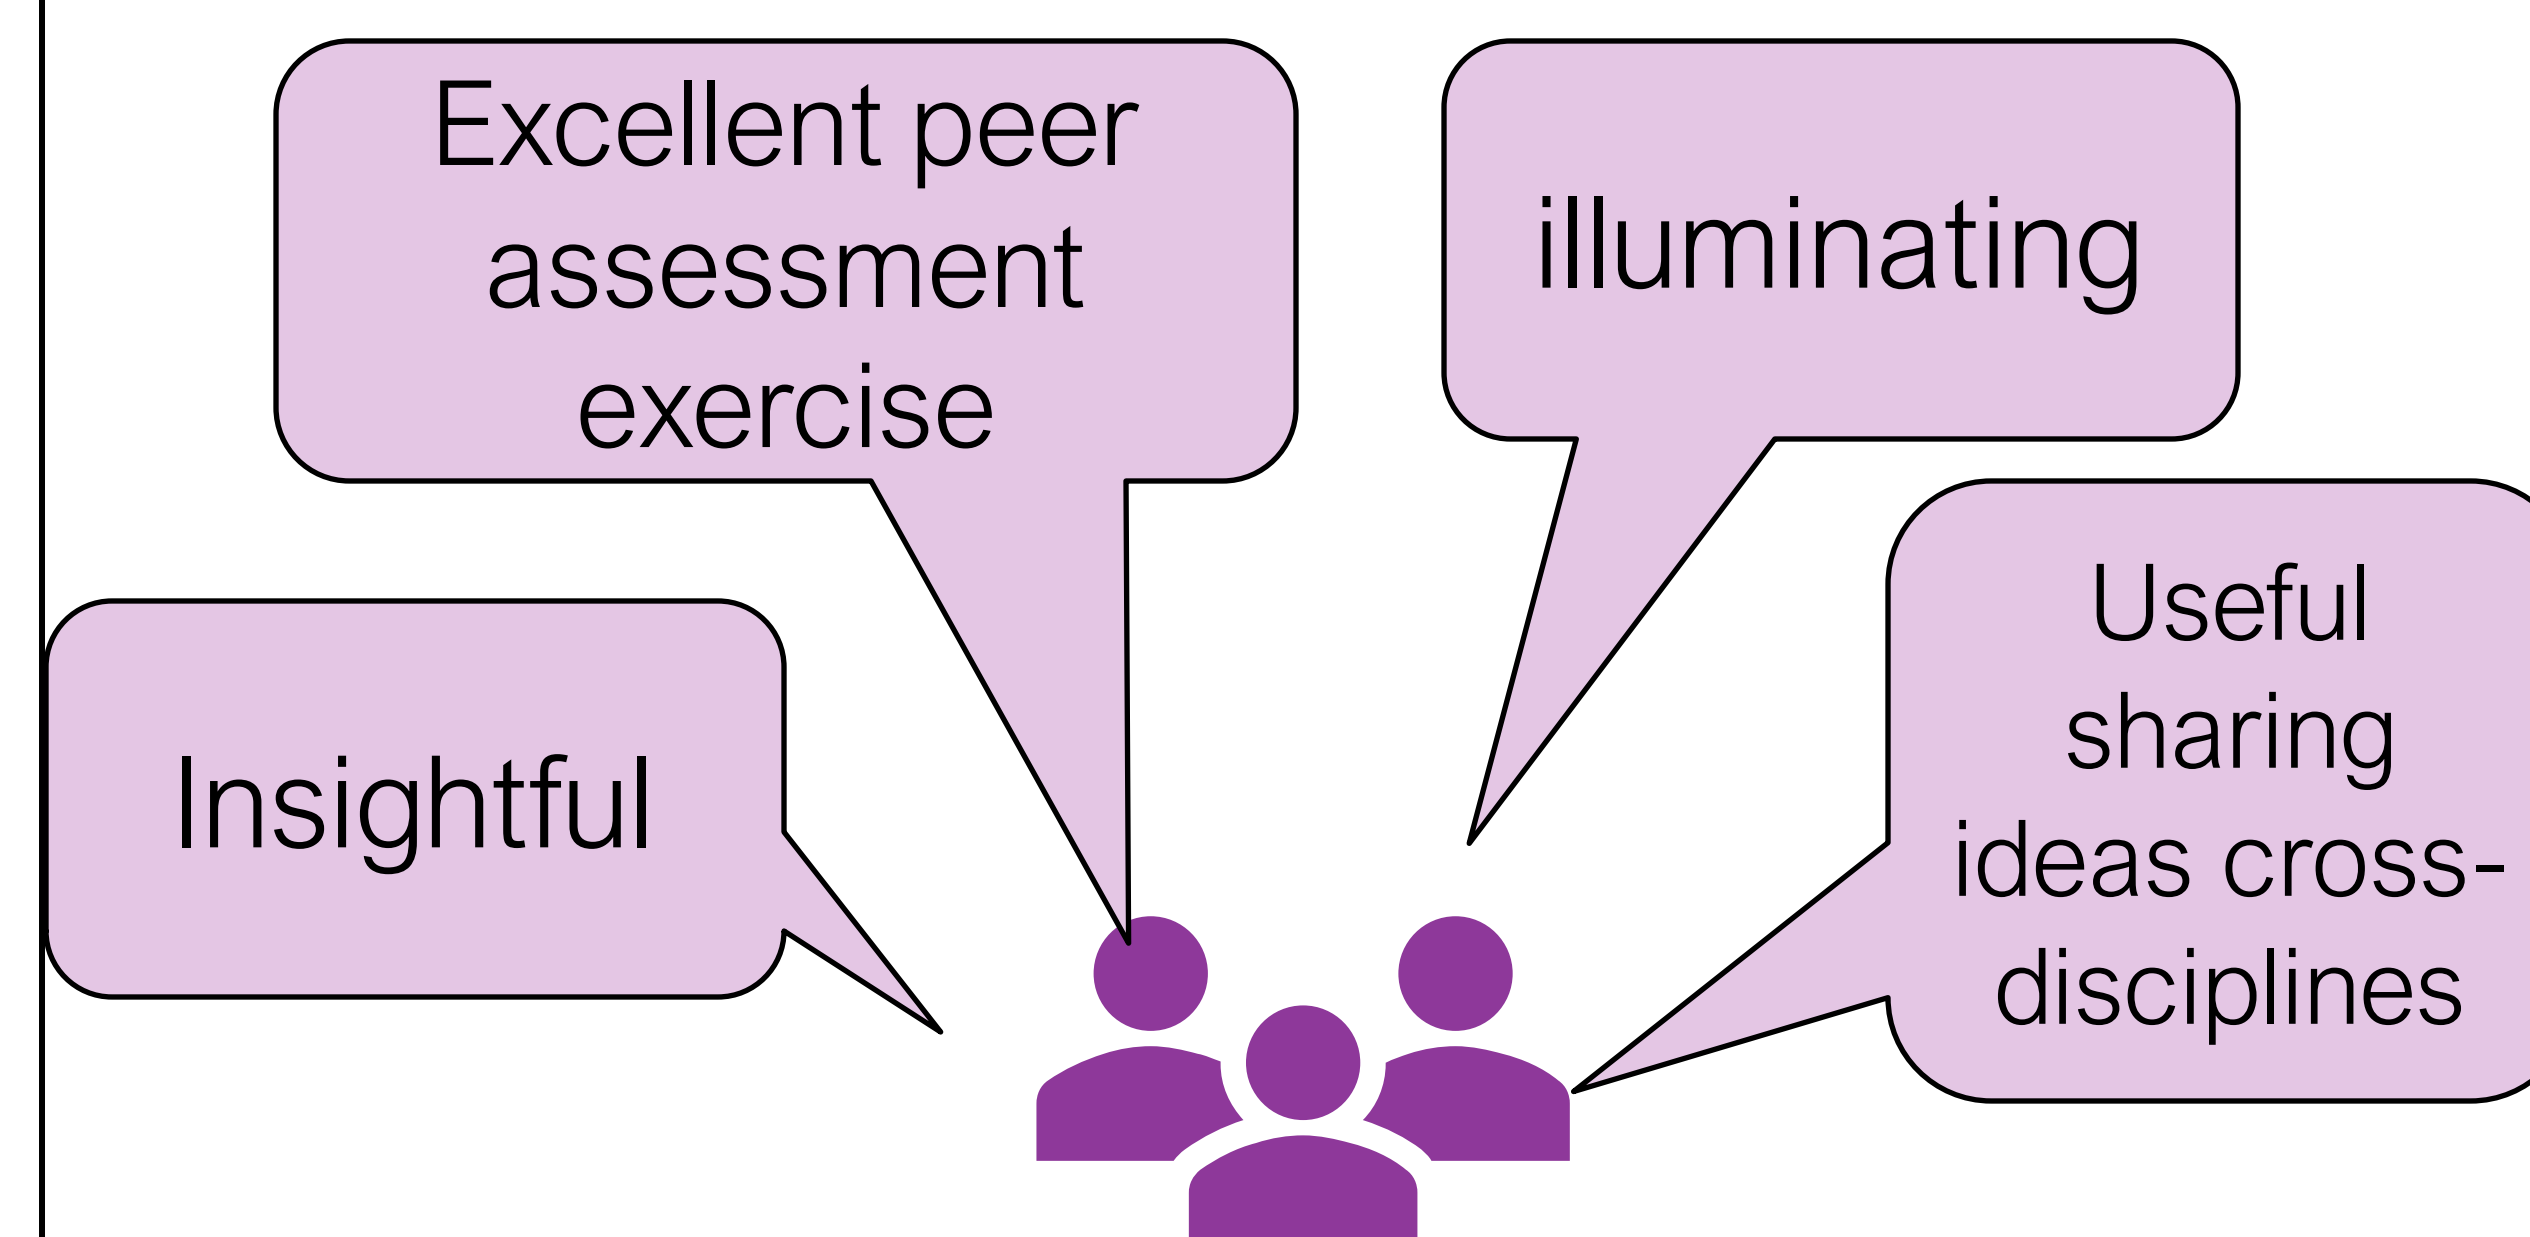 Excellent peer
assessment
exercise
illuminating
Insightful
Useful
sharing
ideas cross-
disciplines